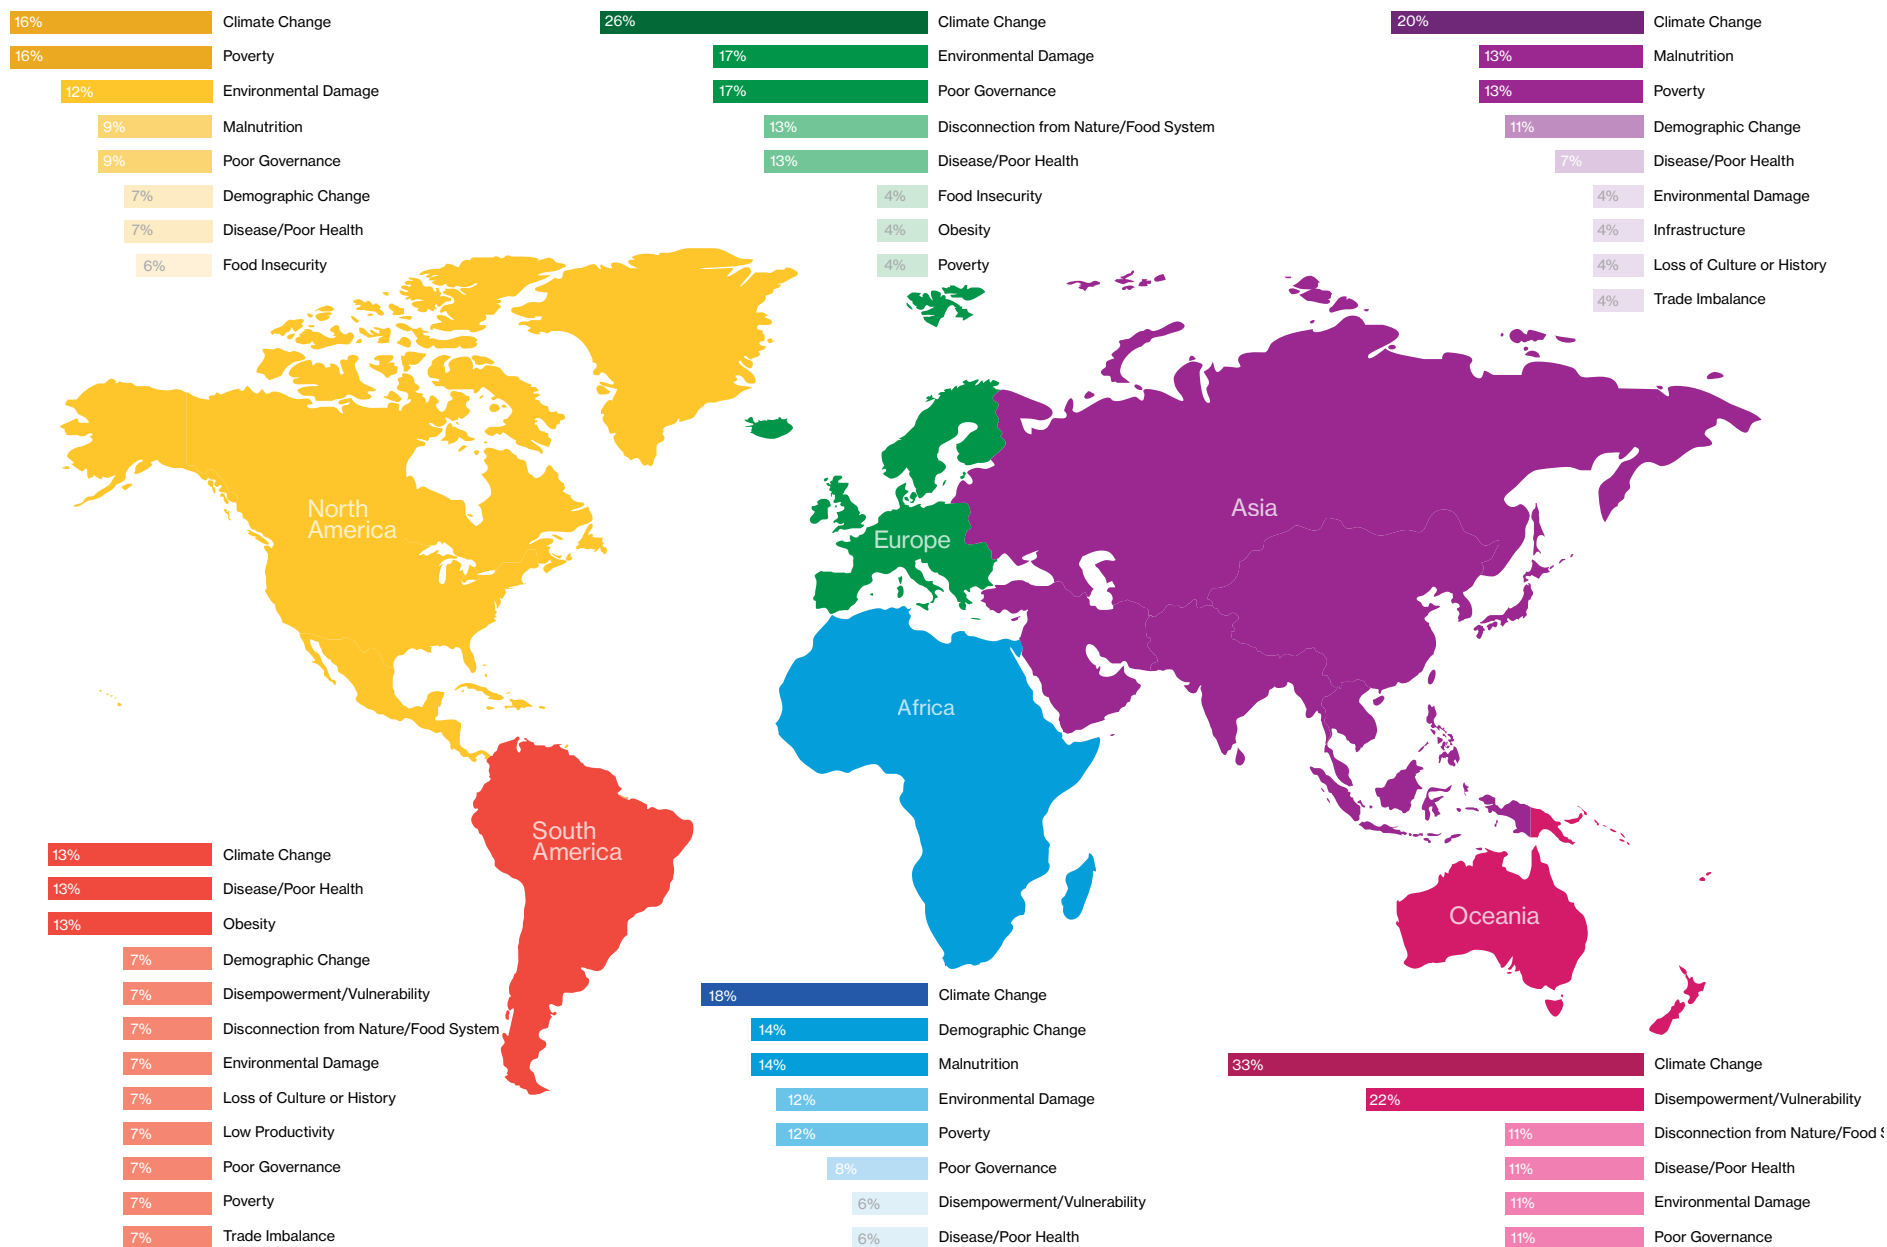 16% Climate Change
16% Poverty
12% Environmental Damage
9% Malnutrition
9% Poor Governance
7% Demographic Change
7% Disease/Poor Health
6% Food Insecurity
26% Climate Change
17% Environmental Damage
17% Poor Governance
13% Disconnection from Nature/Food System
13% Disease/Poor Health
4% Food Insecurity
4% Obesity
4% Poverty
20% Climate Change
13% Malnutrition
13% Poverty
11% Demographic Change
7% Disease/Poor Health
4% Environmental Damage
4% Infrastructure
4% Loss of Culture or History
4% Trade Imbalance
North
America
Europe
Asia
Africa
South
America
Oceania
13% Climate Change
13% Disease/Poor Health
13% Obesity
7% Demographic Change
7% Disempowerment/Vulnerability
7% Disconnection from Nature/Food System
7% Environmental Damage
7% Loss of Culture or History
7% Low Productivity
7% Poor Governance
7% Poverty
7% Trade Imbalance
18% Climate Change
14% Demographic Change
14% Malnutrition
12% Environmental Damage
12% Poverty
8% Poor Governance
6% Disempowerment/Vulnerability
6% Disease/Poor Health
33% Climate Change
22% Disempowerment/Vulnerability
11% Disconnection from Nature/Food
11% Disease/Poor Health
11% Environmental Damage
11% Poor Governance